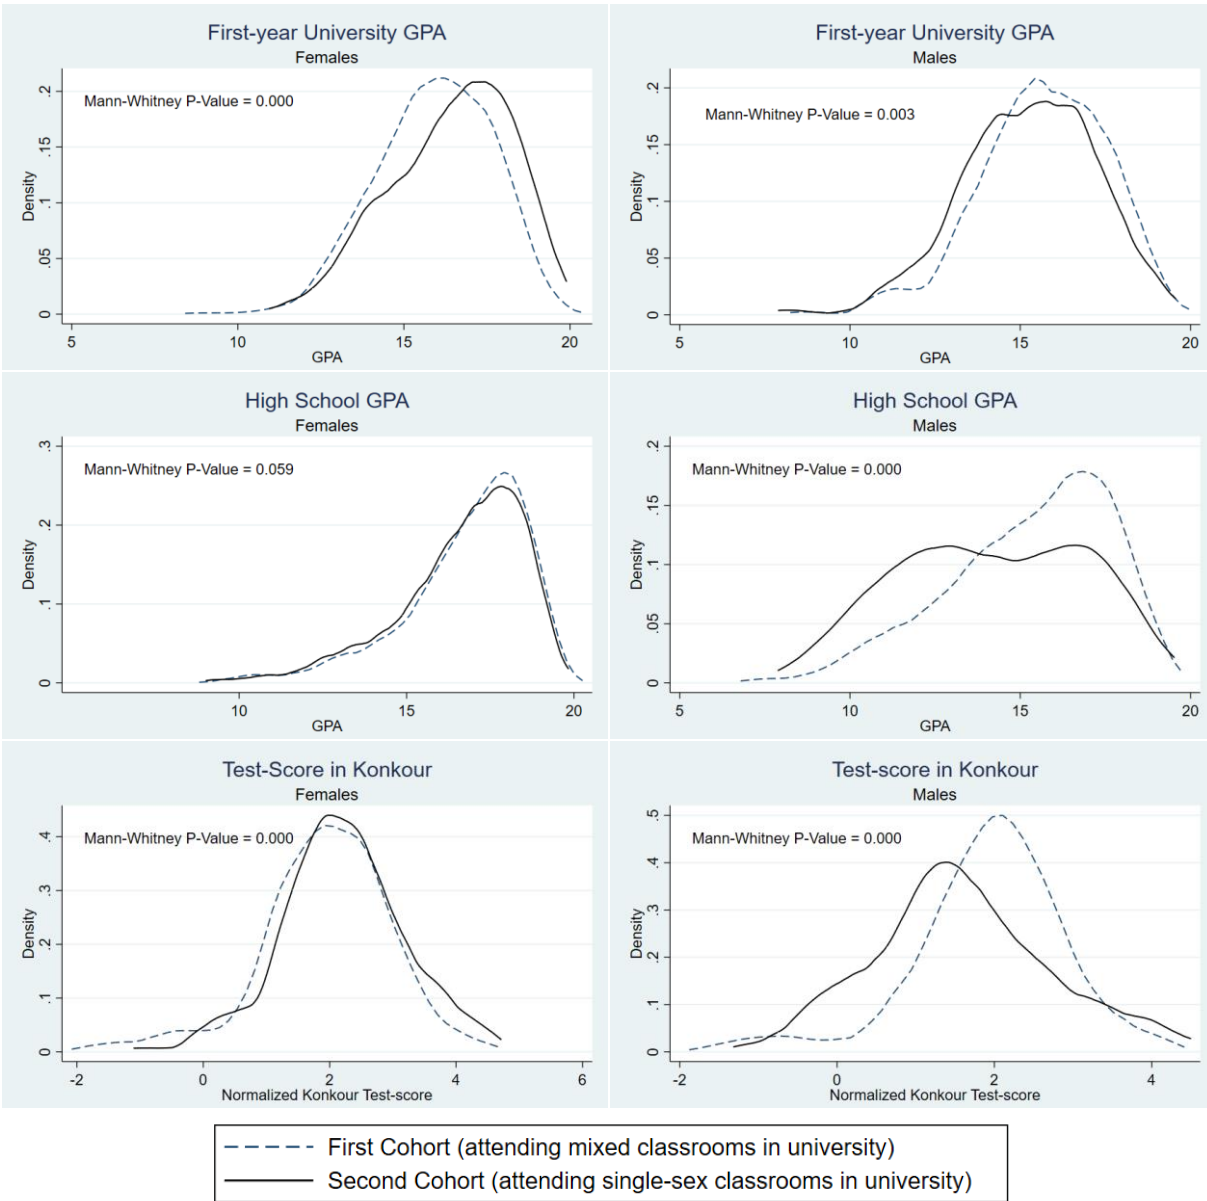 First-year University GPA
Females
Mann-Whitney P-Value = 0.000
Density
0
.05
.1
.15
.2
5
10
15
20
GPA
First-year University GPA
Males
Mann-Whitney P-Value = 0.003
Density
0
.05
.1
.15
.2
5
10
15
20
GPA
High School GPA
Females
Mann-Whitney P-Value = 0.059
Density
0
.1
.2
.3
10
15
20
GPA
High School GPA
Males
Mann-Whitney P-Value = 0.000
Density
0
.05
.1
.15
.2
5
10
15
20
GPA
Test-Score in Konkour
Females
Mann-Whitney P-Value = 0.000
Density
0
.1
.2
.3
.4
-2
0
2
4
6
Normalized Konkour Test-score
Test-score in Konkour
Males
Mann-Whitney P-Value = 0.000
Density
0
.1
.2
.3
.4
.5
-2
0
2
4
Normalized Konkour Test-score
First Cohort (attending mixed classrooms in university)
Second Cohort (attending single-sex classrooms in university)